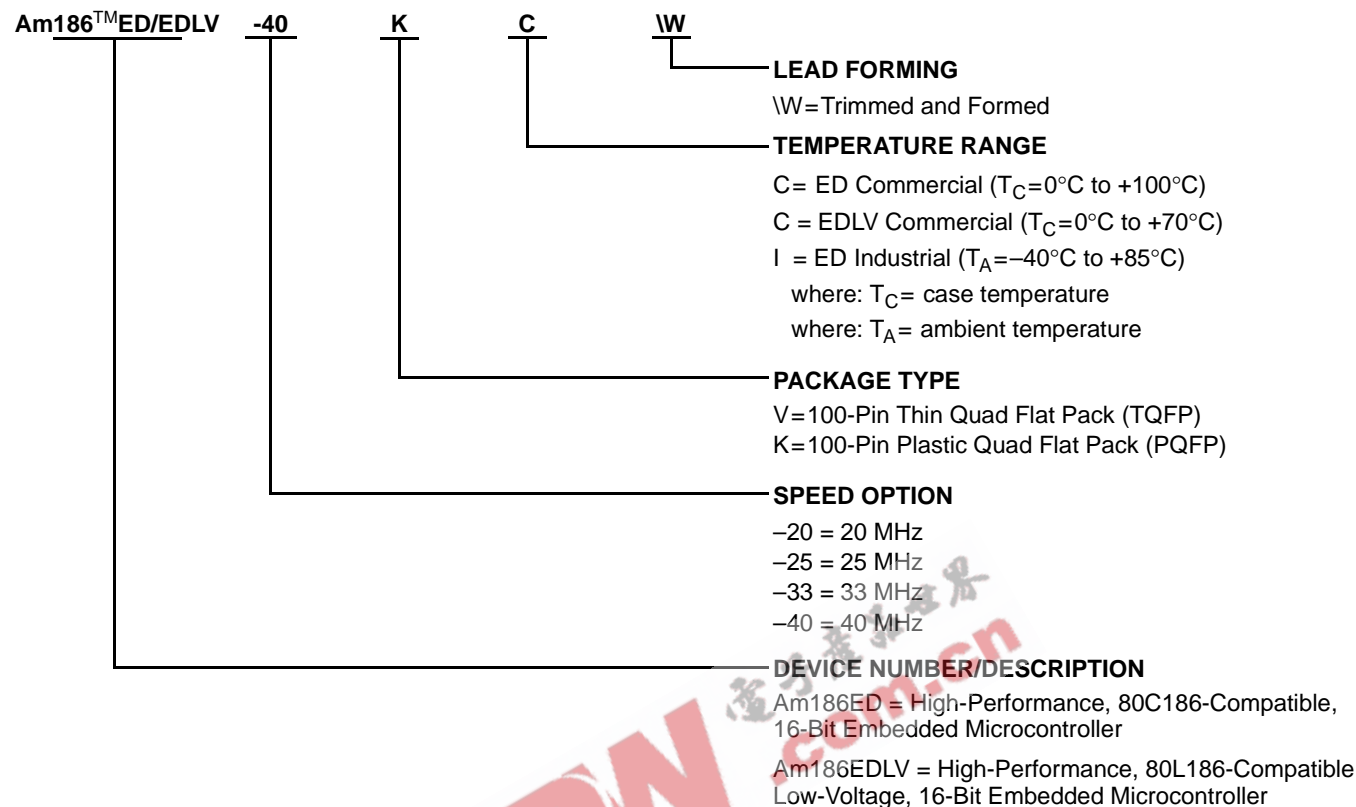 Am186TMED/EDLV -40 K C \W
LEAD FORMING
\W=Trimmed and Formed
TEMPERATURE RANGE
C= ED Commercial (TC=0°C to +100°C)
C = EDLV Commercial (TC=0°C to +70°C)
I = ED Industrial (TA=–40°C to +85°C)
where: TC= case temperature
where: TA= ambient temperature
PACKAGE TYPE
V=100-Pin Thin Quad Flat Pack (TQFP)
K=100-Pin Plastic Quad Flat Pack (PQFP)
SPEED OPTION
–20 = 20 MHz
–25 = 25 MHz
–33 = 33 MHz
–40 = 40 MHz
DEVICE NUMBER/DESCRIPTION
Am186ED = High-Performance, 80C186-Compatible,
16-Bit Embedded Microcontroller
Am186EDLV = High-Performance, 80L186-Compatible
Low-Voltage, 16-Bit Embedded Microcontroller
.com.cn